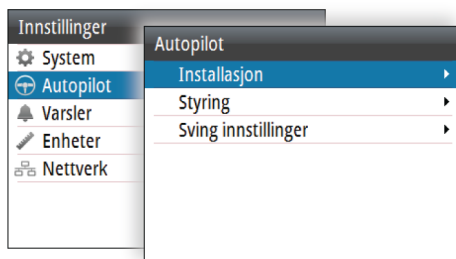 Innstillinger
System
Autopilot
Varsler
Enheter
Nettverk
Autopilot
Installasjon
Styring
Sving innstillinger